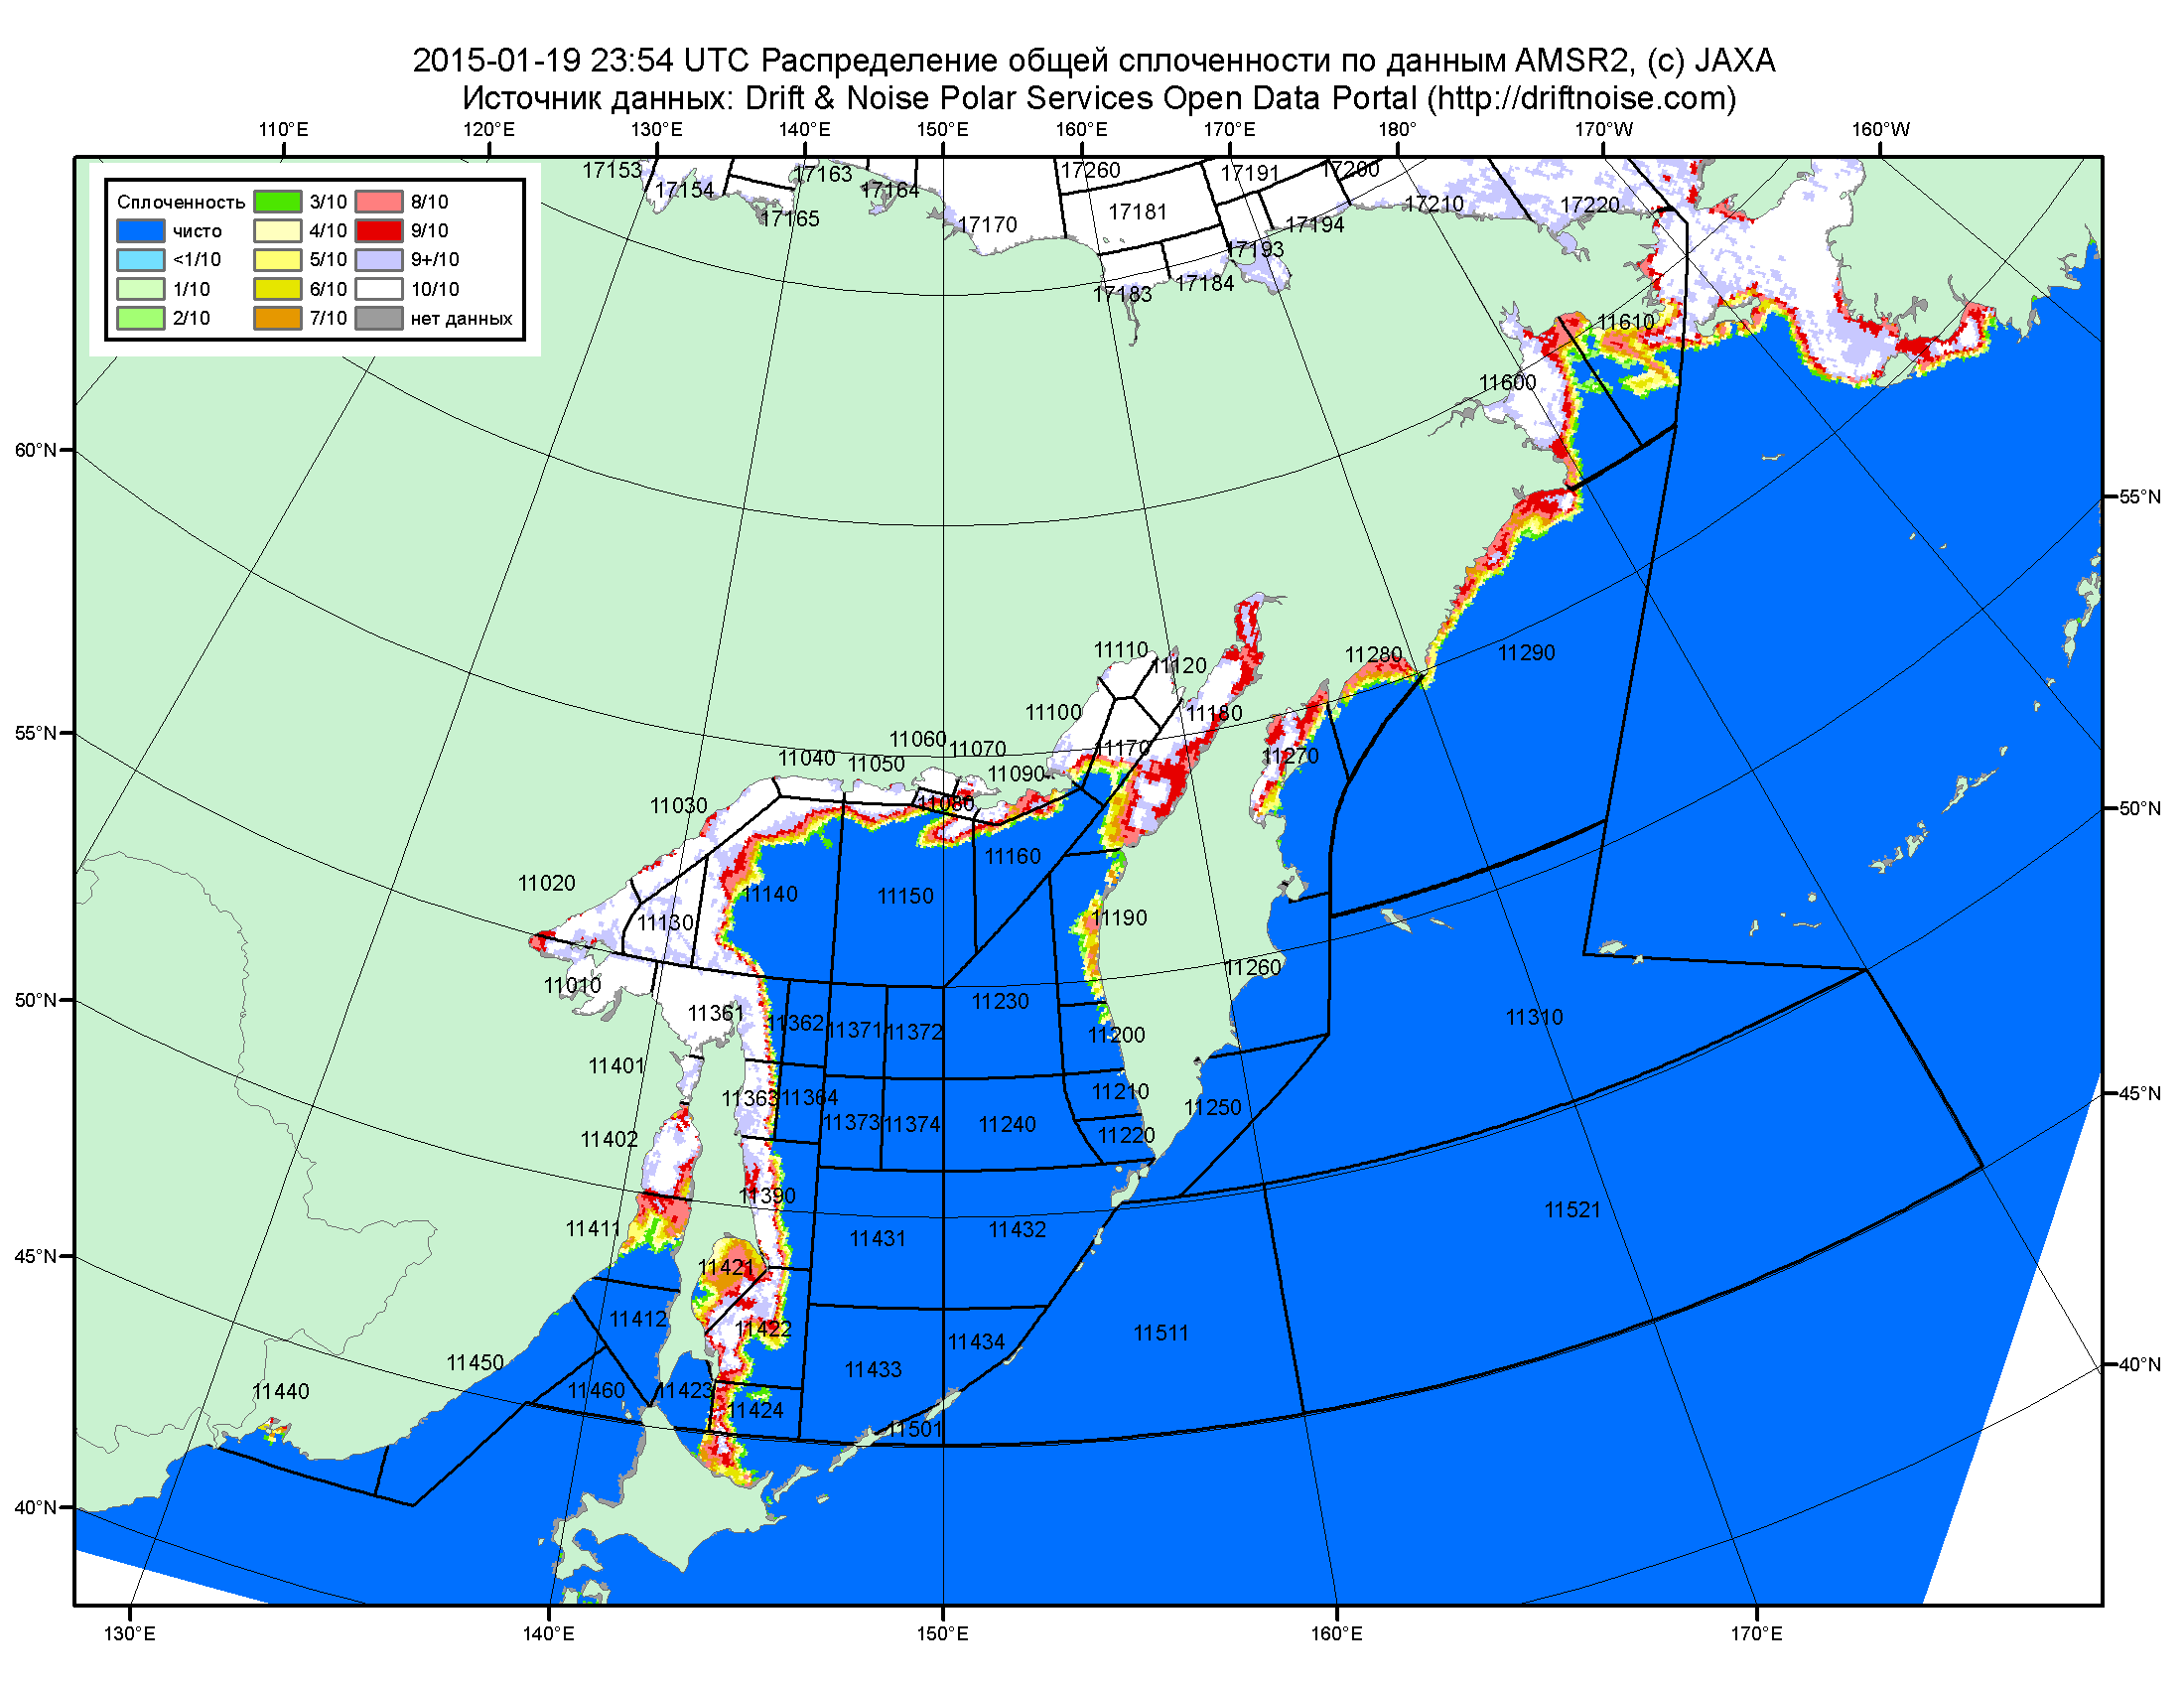 2015-01-19 23:54 UTC Распределение общей сплоченности по данным AMSR2, (c) JAXA
Источник данных: Drift & Noise Polar Services Open Data Portal (http://driftnoise.com)
110°E 120°E 130°E 140°E 150°E 160°E 170°E 180° 170°W 160°W
Сплоченность
чисто
<1/10
1/10
2/10
3/10
4/10
5/10
6/10
7/10
8/10
9/10
9+/10
10/10
нет данных
17153 17163 17260 17191 17200
17154 17164
17165 17170 17181 17194 17210 17220
17193
17183 17184
11610
11600
60°N
55°N
11110 11120 11280 11290
11100 11180
55°N
11060 11070 11170
11040 11050 11090 11270
11030 11080
50°N
11160
11020 11140 11150
11130 11190
11260
11010 11230
50°N
11361 11362 11371 11372 11200 11310
11401 11363 11364 11210 11250
45°N
11402 11373 11374 11240 11220
11390
11411 11431 11432 11521
45°N
11421
11412 11422 11434 11511
11450 11433
40°N
11440 11460 11423
11424 11501
40°N
130°E 140°E 150°E 160°E 170°E